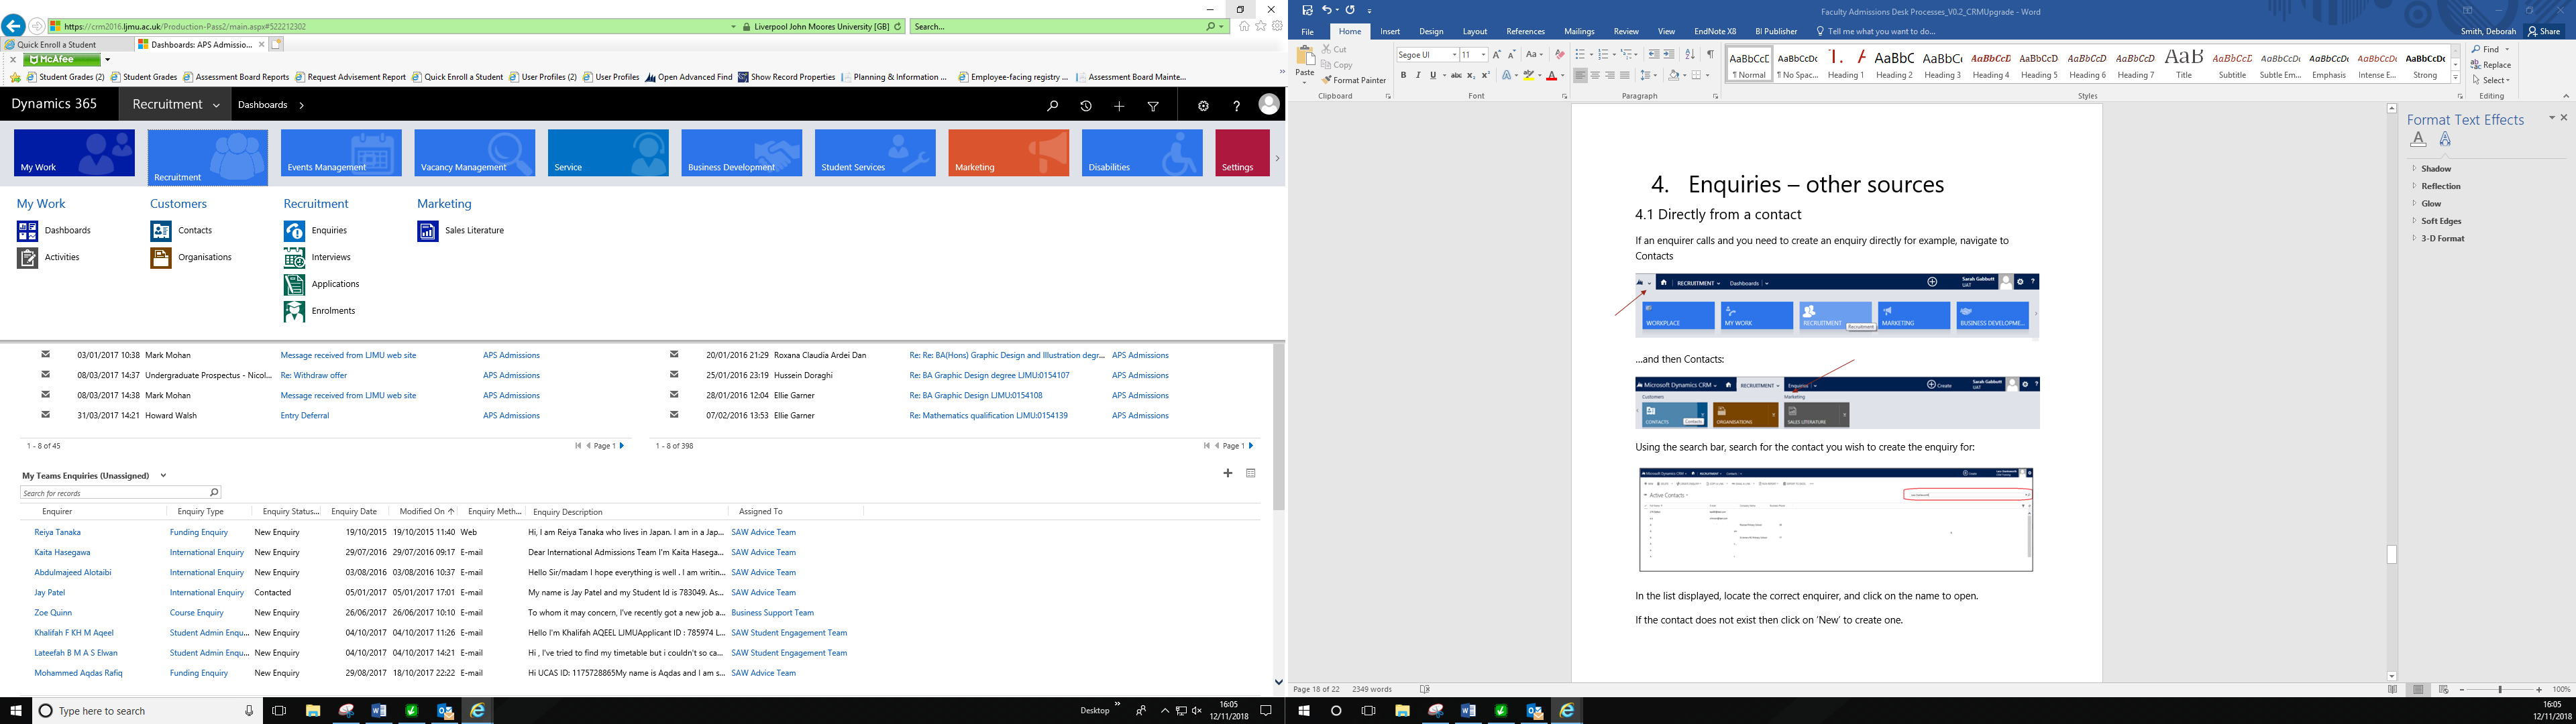 https://crm2016.ljmu.ac.uk/Production-Pass2/main.aspx#522212302
Liverpool John Moores University [GB]
Search...
Quick Enroll a Student
Dashboards: APS Admissio...
McAfee
Student Grades (2)
Student Grades
Assessment Board Reports
Request Advisement Report
Quick Enroll a Student
User Profiles (2)
User Profiles
Open Advanced Find
Show Record Properties
Planning & Information ...
Employee-facing registry ...
Assessment Board Mainte...
Dynamics 365
Recruitment
Dashboards
My Work
Recruitment
Events Management
Vacancy Management
Service
Business Development
Student Services
Marketing
Disabilities
Settings
My Work
Customers
Recruitment
Marketing
Dashboards
Contacts
Enquiries
Sales Literature
Activities
Organisations
Interviews
Applications
Enrolments
03/01/2017 10:38 Mark Mohan Message received from LJMU web site APS Admissions
08/03/2017 14:37 Undergraduate Prospectus - Nicol... Re: Withdraw offer APS Admissions
08/03/2017 14:38 Mark Mohan Message received from LJMU web site APS Admissions
31/03/2017 14:21 Howard Walsh Entry Deferral APS Admissions
1 - 8 of 45
Page 1
20/01/2016 21:29 Roxana Claudia Ardei Dan Re: Re: BA(Hons) Graphic Design and Illustration degr... APS Admissions
25/01/2016 23:19 Hussein Doraghi Re: BA Graphic Design degree LJMU:0154107 APS Admissions
28/01/2016 12:04 Ellie Garner Re: BA Graphic Design LJMU:0154108 APS Admissions
07/02/2016 13:53 Ellie Garner Re: Mathematics qualification LJMU:0154139 APS Admissions
1 - 8 of 398
Page 1
My Teams Enquiries (Unassigned)
Search for records
Enquirer Enquiry Type Enquiry Status... Enquiry Date Modified On Enquiry Meth... Enquiry Description Assigned To
Reiya Tanaka Funding Enquiry New Enquiry 19/10/2015 19/10/2015 11:40 Web Hi, I am Reiya Tanaka who lives in Japan. I am in a Jap... SAW Advice Team
Kaita Hasegawa International Enquiry New Enquiry 29/07/2016 29/07/2016 09:17 E-mail Dear International Admissions Team I'm Kaita Hasega... SAW Advice Team
Abdulmajeed Alotaibi International Enquiry New Enquiry 03/08/2016 03/08/2016 10:37 E-mail Hello Sir/madam I hope everything is well . I am writin... SAW Advice Team
Jay Patel International Enquiry Contacted 05/01/2017 05/01/2017 17:01 E-mail My name is Jay Patel and my Student Id is 783049. As... SAW Advice Team
Zoe Quinn Course Enquiry New Enquiry 26/06/2017 26/06/2017 10:10 E-mail To whom it may concern, I've recently got a new job a... Business Support Team
Khalifah F KH M Aqeel Student Admin Enqu... New Enquiry 04/10/2017 04/10/2017 11:26 E-mail Hello I'm Khalifah AQEEL LJMUApplicant ID : 785974 L... SAW Student Engagement Team
Lateefah B M A S Elwan Student Admin Enqu... New Enquiry 04/10/2017 04/10/2017 14:21 E-mail Hi , I've tried to find my timetable but i couldn't so ca... SAW Student Engagement Team
Mohammed Aqdas Rafiq Funding Enquiry New Enquiry 29/08/2017 18/10/2017 22:22 E-mail Hi UCAS ID: 1175728865My name is Aqdas and I am s... SAW Advice Team
Type here to search
Desktop
16:05
12/11/2018
Faculty Admissions Desk Processes_V0.2_CRMUpgrade - Word
File Home Insert Design Layout References Mailings Review View EndNote X8 BI Publisher Tell me what you want to do...
Smith, Deborah
Share
Paste
Cut
Copy
Format Painter
Segoe UI 11
¶ Normal
¶ No Spac...
Heading 1
Heading 2
Heading 3
Heading 4
Heading 5
Heading 6
Heading 7
Title
Subtitle
Subtle Em...
Emphasis
Intense E...
Strong
Find
Replace
Select
Clipboard
Font
Paragraph
Styles
Editing
4. Enquiries – other sources
4.1 Directly from a contact
If an enquirer calls and you need to create an enquiry directly for example, navigate to
Contacts
RECRUITMENT Dashboards
Sarah Gabbutt
UAT
WORKPLACE
MY WORK
RECRUITMENT
Recruitment
MARKETING
BUSINESS DEVELOPME...
...and then Contacts:
Microsoft Dynamics CRM RECRUITMENT Enquiries
Create
Sarah Gabbutt
UAT
Customers
Marketing
CONTACTS
Contacts
ORGANISATIONS
SALES LITERATURE
Using the search bar, search for the contact you wish to create the enquiry for:
Active Contacts
In the list displayed, locate the correct enquirer, and click on the name to open.
If the contact does not exist then click on ‘New’ to create one.
Format Text Effects
Shadow
Reflection
Glow
Soft Edges
3-D Format
Page 18 of 22
2349 words
100%
16:05
12/11/2018